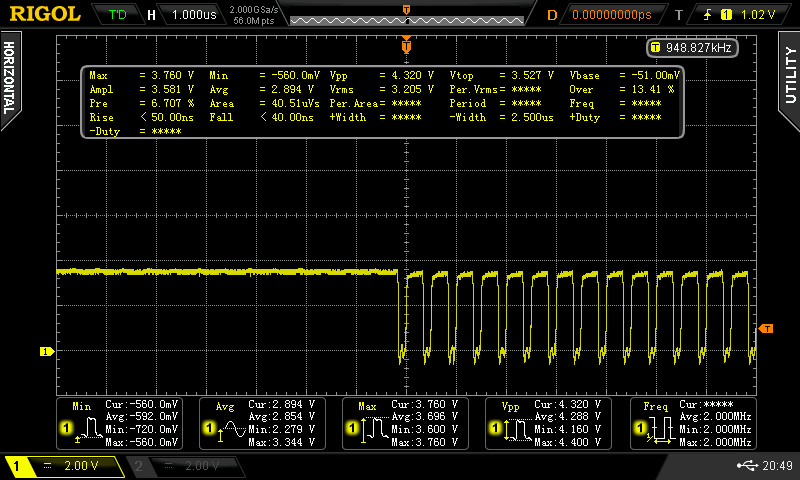 RIGOL T'D H 1.000us 2.000GSa/s 56.0M pts D 0.00000000ps T 1 1.02 V
HORIZONTAL
UTILITY
T
T 948.827kHz
Max = 3.760 V Min = -560.0mV Vpp = 4.320 V Vtop = 3.527 V Vbase = -51.00mV
Ampl = 3.581 V Avg = 2.894 V Vrms = 3.205 V Per.Vrms= ***** Over = 13.41 %
Pre = 6.707 % Area = 40.51uVs Per.Area= ***** Period = ***** Freq = *****
Rise < 50.00ns Fall < 40.00ns +Width = ***** -Width = 2.500us +Duty = *****
-Duty = *****
T
1
Min Cur:-560.0mV
Avg:-592.0mV
1 Min:-720.0mV
Max:-560.0mV
Avg Cur:2.894 V
Avg:2.854 V
1 Min:2.279 V
Max:3.344 V
Max Cur:3.760 V
Avg:3.696 V
1 Min:3.600 V
Max:3.760 V
Vpp Cur:4.320 V
Avg:4.288 V
1 Min:4.160 V
Max:4.400 V
Freq Cur:*****
Avg:2.000MHz
1 Min:2.000MHz
Max:2.000MHz
1 2.00 V 2 2.00 V 20:49